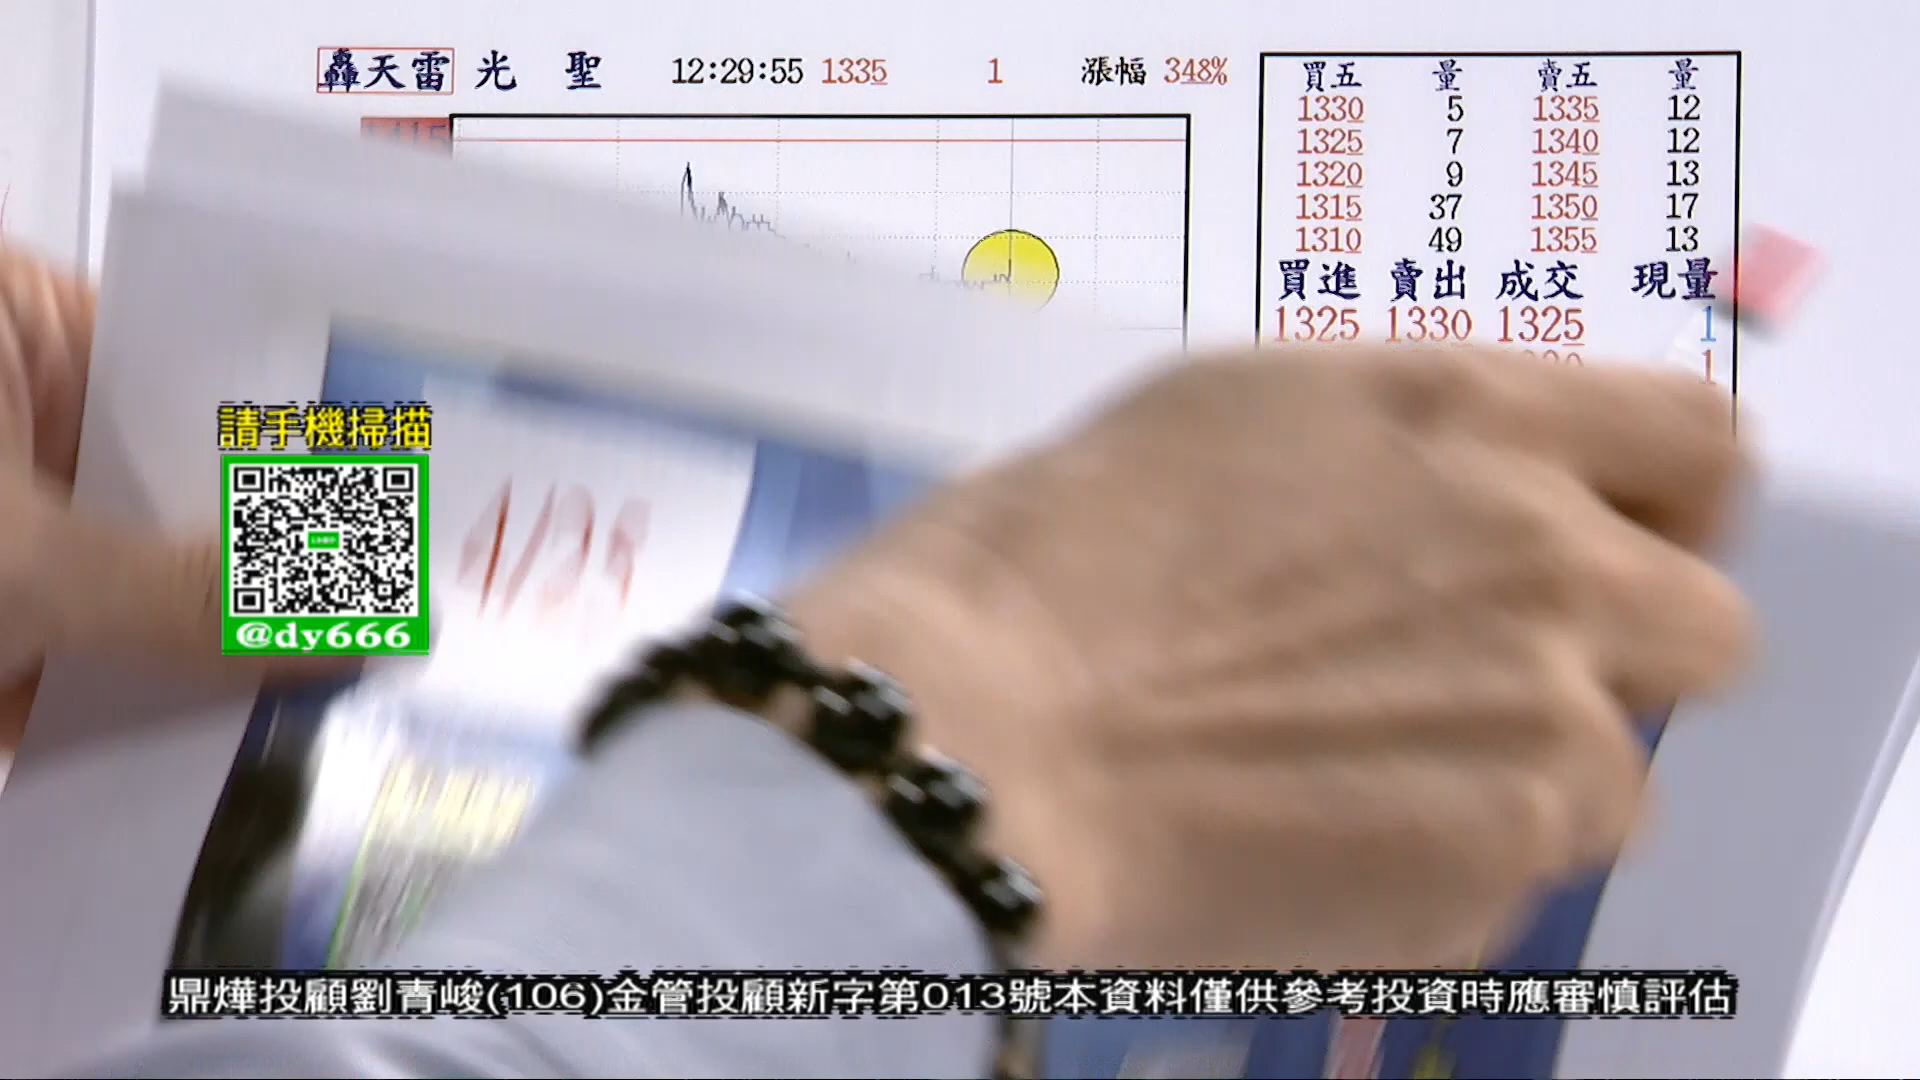 轟天雷 光 聖 12:29:55 1335 1 漲幅 348%
買五 量 賣五 量
1330 5 1335 12
1325 7 1340 12
1320 9 1345 13
1315 37 1350 17
1310 49 1355 13
買進 賣出 成交 現量
1325 1330 1325 1
1
請手機掃描
@dy666
鼎燁投顧劉青峻(106)金管投顧新字第013號本資料僅供參考投資時應審慎評估